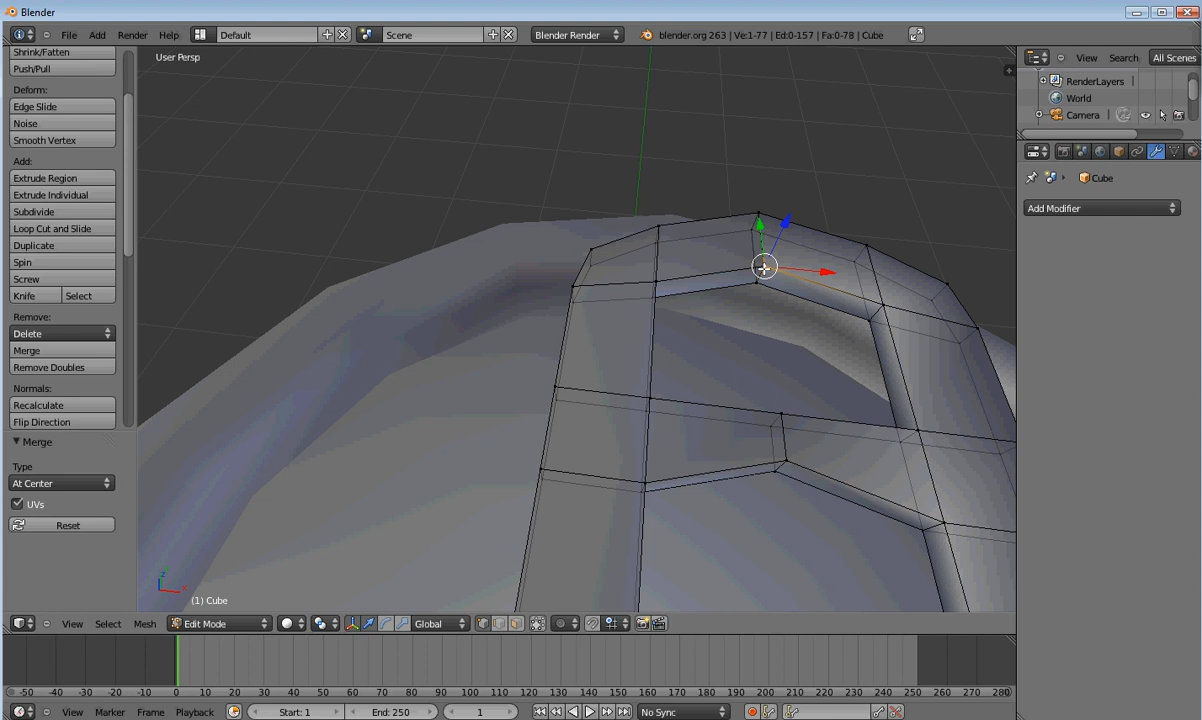 Blender
File Add Render Help Default Scene Blender Render blender.org 263 | Ve:1-77 | Ed:0-157 | Fa:0-78 | Cube
Shrink/Fatten
Push/Pull
Deform:
Edge Slide
Noise
Smooth Vertex
Add:
Extrude Region
Extrude Individual
Subdivide
Loop Cut and Slide
Duplicate
Spin
Screw
Knife Select
Remove:
Delete
Merge
Remove Doubles
Normals:
Recalculate
Flip Direction
Merge
Type
At Center
UVs
Reset
User Persp
z
x
(1) Cube
View Search All Scenes
RenderLayers
World
Camera
Cube
Add Modifier
View Select Mesh Edit Mode Global
-50 -40 -30 -20 -10 0 10 20 30 40 50 60 70 80 90 100 110 120 130 140 150 160 170 180 190 200 210 220 230 240 250 260 270 280
View Marker Frame Playback Start: 1 End: 250 1 No Sync